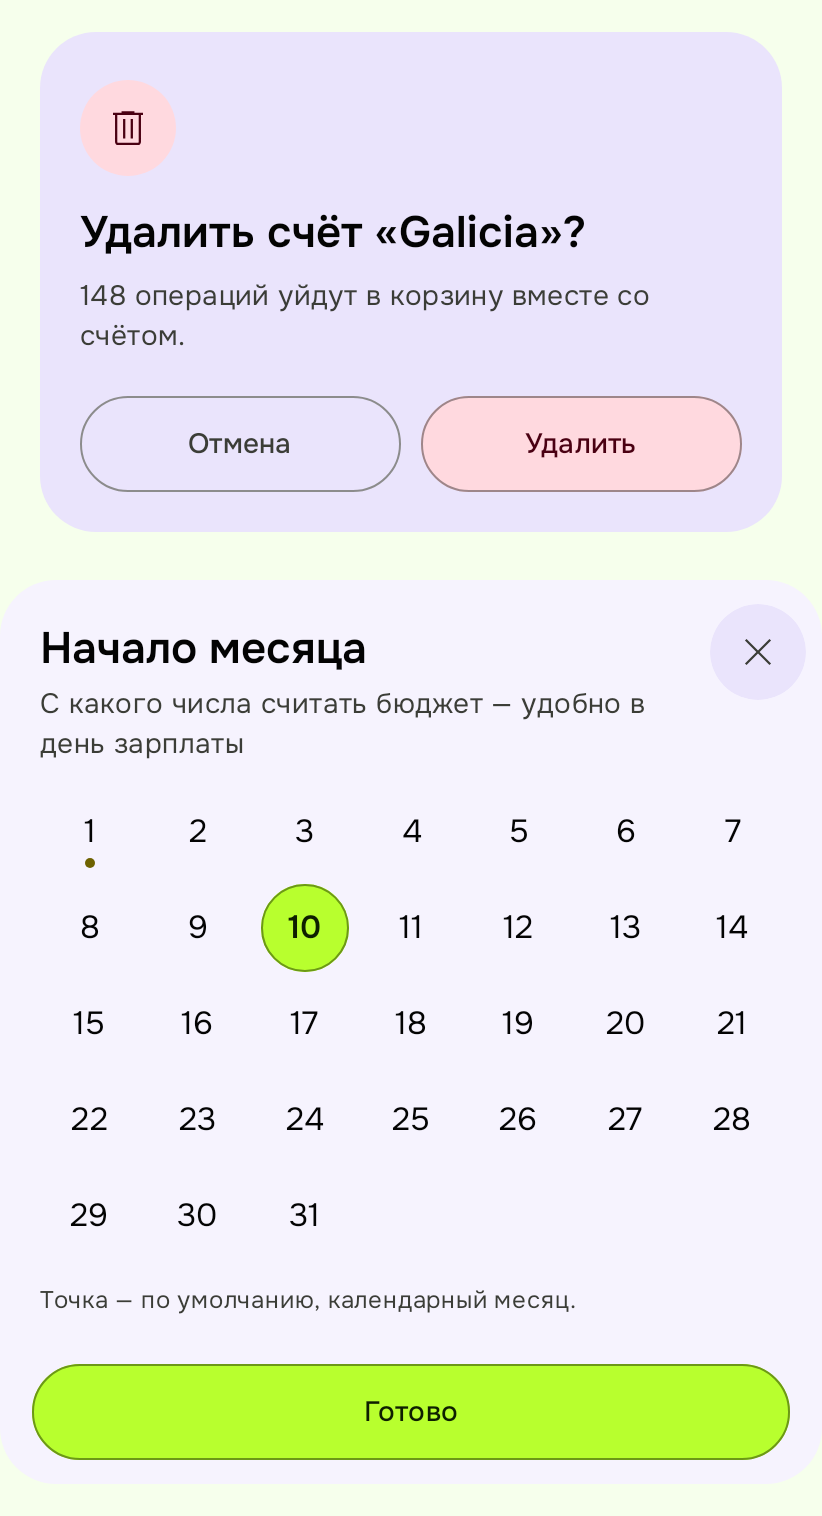 Удалить счёт «Galicia»?
148 операций уйдут в корзину вместе со
счётом.
Отмена Удалить
Начало месяца
С какого числа считать бюджет — удобно в
день зарплаты
1 2 3 4 5 6 7
8 9 10 11 12 13 14
15 16 17 18 19 20 21
22 23 24 25 26 27 28
29 30 31
Точка — по умолчанию, календарный месяц.
Готово